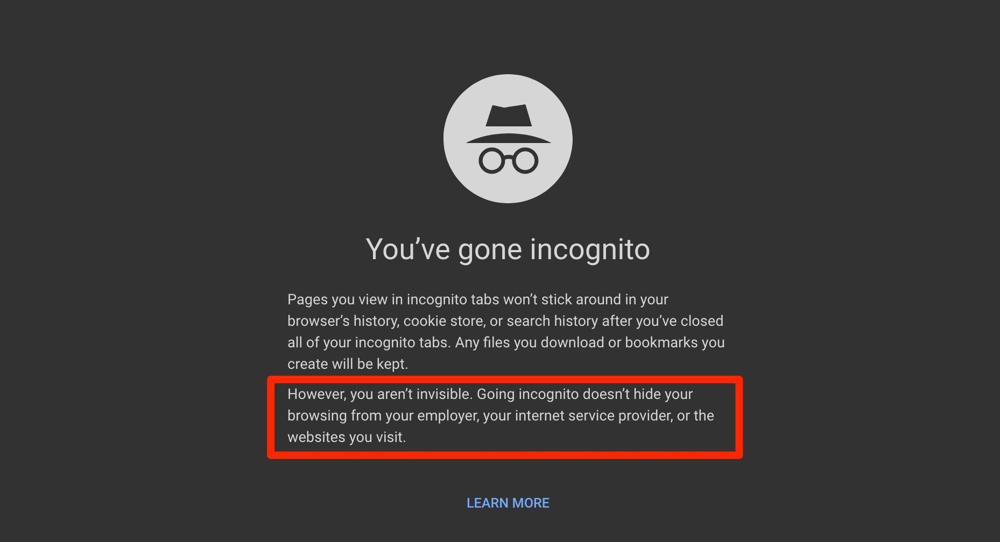 You’ve gone incognito
Pages you view in incognito tabs won’t stick around in your
browser’s history, cookie store, or search history after you’ve closed
all of your incognito tabs. Any files you download or bookmarks you
create will be kept.
However, you aren’t invisible. Going incognito doesn’t hide your
browsing from your employer, your internet service provider, or the
websites you visit.
LEARN MORE